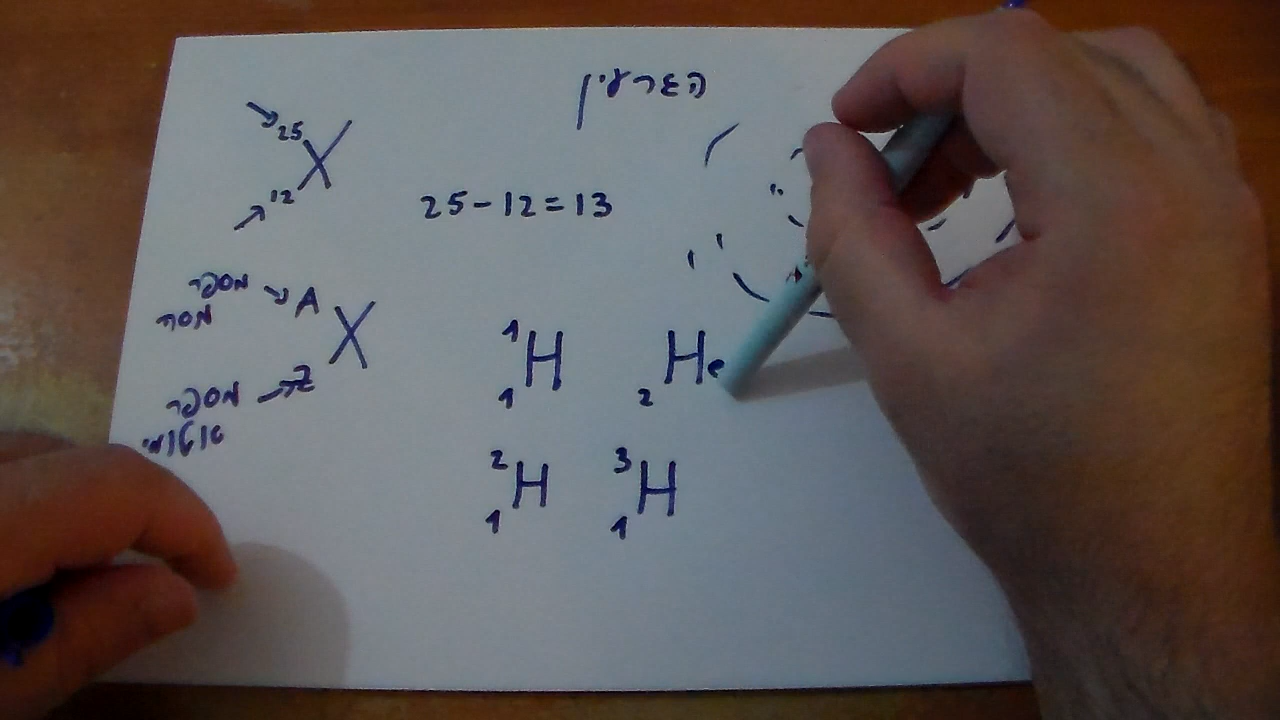 הגרעין
25
12 X
25-12=13
מספר
מסה
A
Z X
מספר
אטומי
1
1 H
2 He
2
1 H
3
1 H